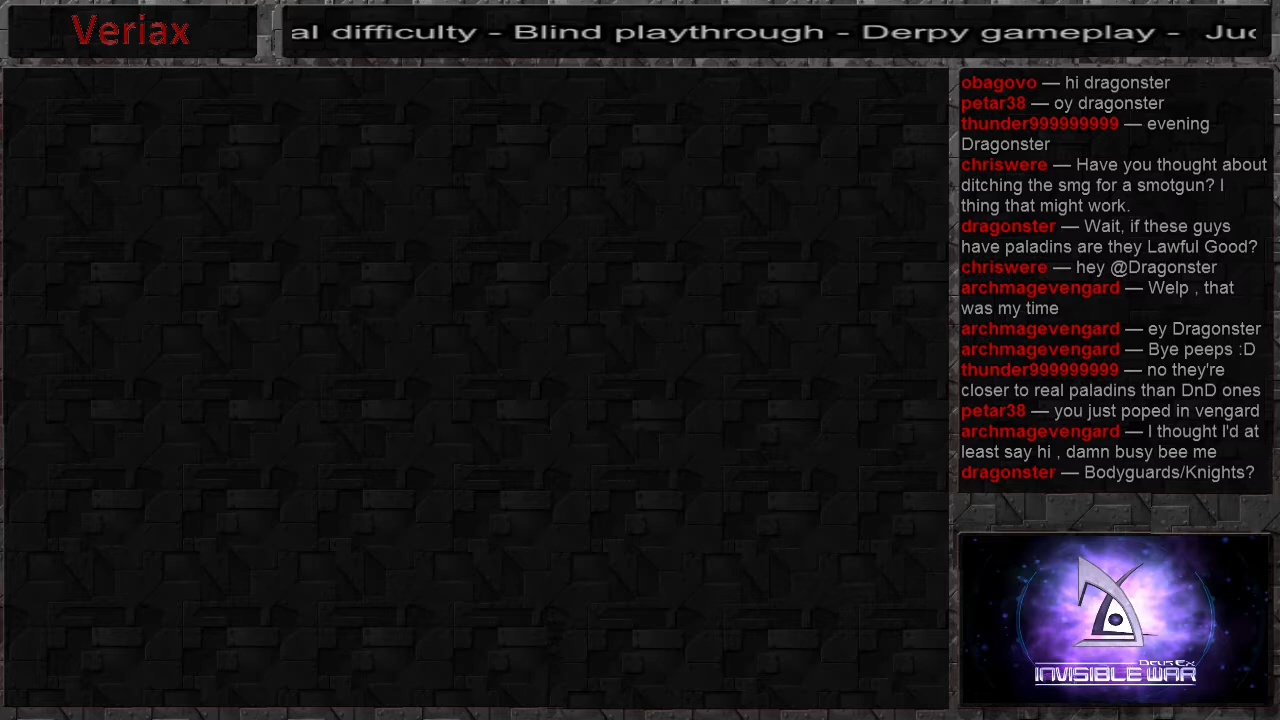 Veriax
al difficulty - Blind playthrough - Derpy gameplay - Juc
obagovo — hi dragonster
petar38 — oy dragonster
thunder999999999 — evening
Dragonster
chriswere — Have you thought about
ditching the smg for a smotgun? I
thing that might work.
dragonster — Wait, if these guys
have paladins are they Lawful Good?
chriswere — hey @Dragonster
archmagevengard — Welp , that
was my time
archmagevengard — ey Dragonster
archmagevengard — Bye peeps :D
thunder999999999 — no they're
closer to real paladins than DnD ones
petar38 — you just poped in vengard
archmagevengard — I thought I'd at
least say hi , damn busy bee me
dragonster — Bodyguards/Knights?
DEUS EX
INVISIBLE WAR